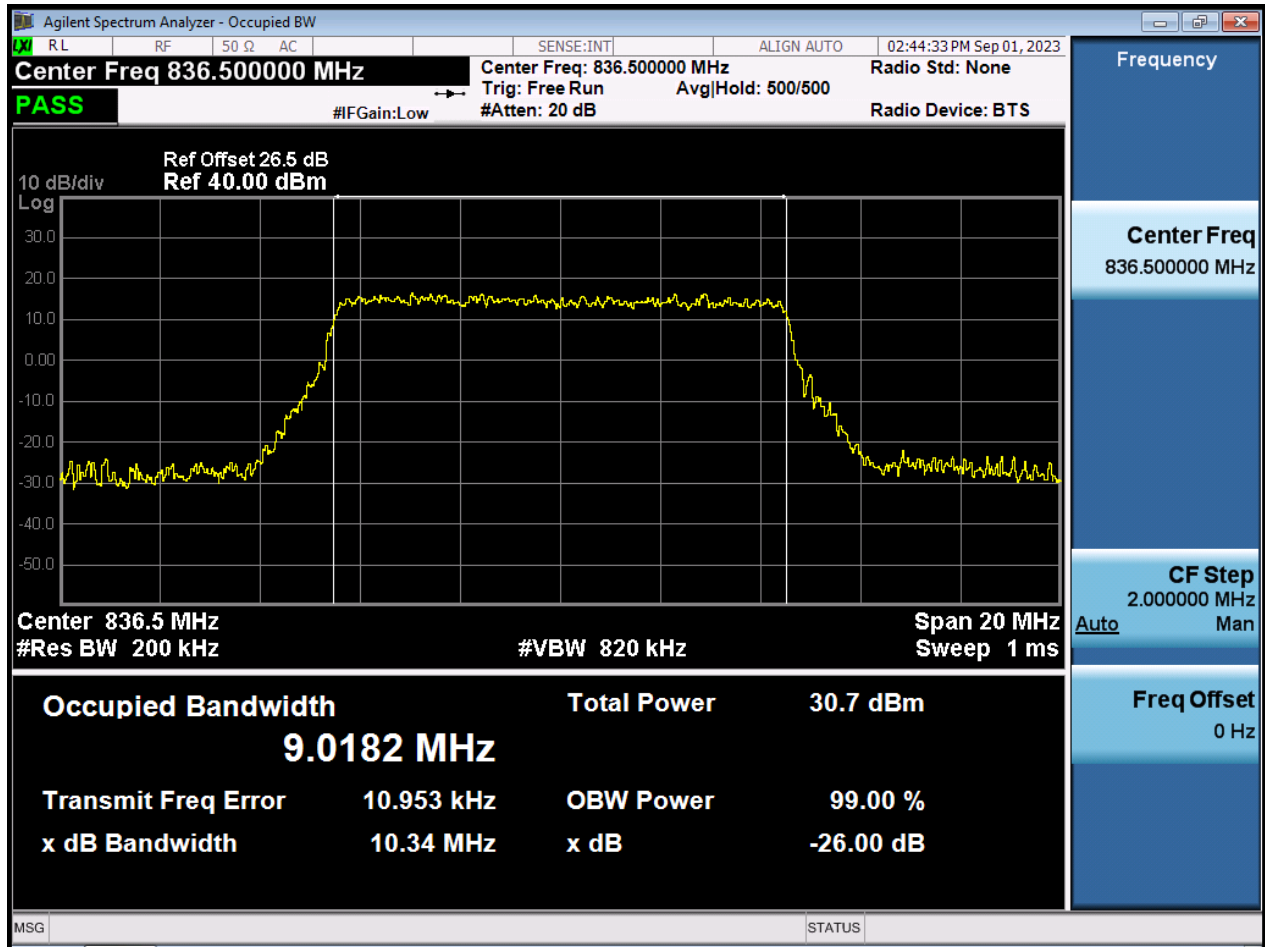 Agilent Spectrum Analyzer - Occupied BW
LXI RL RF 50 Ω AC SENSE:INT ALIGN AUTO 02:44:33 PM Sep 01, 2023
Center Freq 836.500000 MHz
Center Freq: 836.500000 MHz
Radio Std: None
Trig: Free Run Avg|Hold: 500/500
PASS
#IFGain:Low
#Atten: 20 dB
Radio Device: BTS
Ref Offset 26.5 dB
10 dB/div Ref 40.00 dBm
Log
30.0
20.0
10.0
0.00
-10.0
-20.0
-30.0
-40.0
-50.0
Center 836.5 MHz Span 20 MHz
#Res BW 200 kHz #VBW 820 kHz Sweep 1 ms
Occupied Bandwidth Total Power 30.7 dBm
9.0182 MHz
Transmit Freq Error 10.953 kHz OBW Power 99.00 %
x dB Bandwidth 10.34 MHz x dB -26.00 dB
MSG STATUS
Frequency
Center Freq
836.500000 MHz
CF Step
2.000000 MHz
Auto Man
Freq Offset
0 Hz